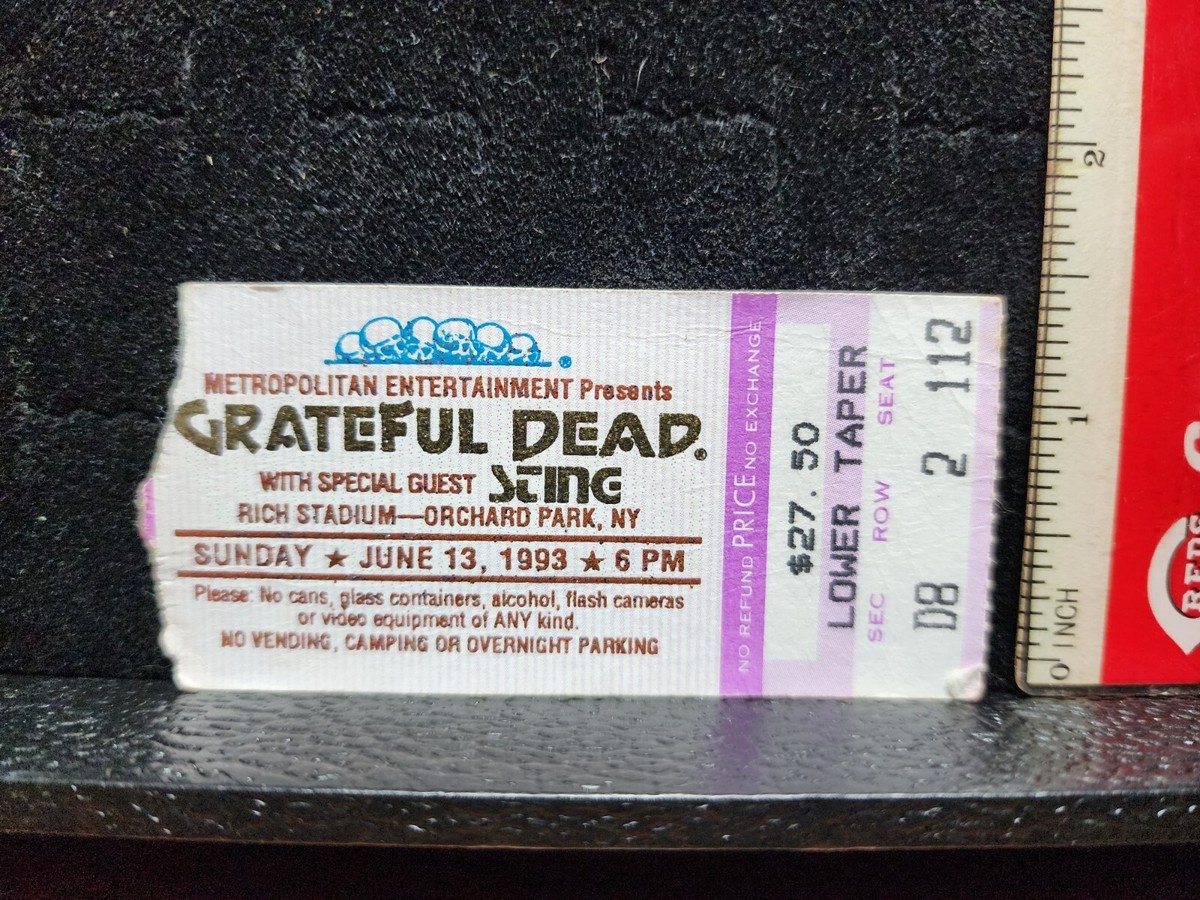 METROPOLITAN ENTERTAINMENT Presents
GRATEFUL DEAD®
WITH SPECIAL GUEST STING
RICH STADIUM—ORCHARD PARK, NY
SUNDAY ★ JUNE 13, 1993 ★ 6 PM
Please: No cans, glass containers, alcohol, flash cameras
or video equipment of ANY kind.
NO VENDING, CAMPING OR OVERNIGHT PARKING
NO REFUND PRICE NO EXCHANGE
$27.50
LOWER TAPER
SEC ROW SEAT
D8 2 112
2
1
0 INCH
REDS